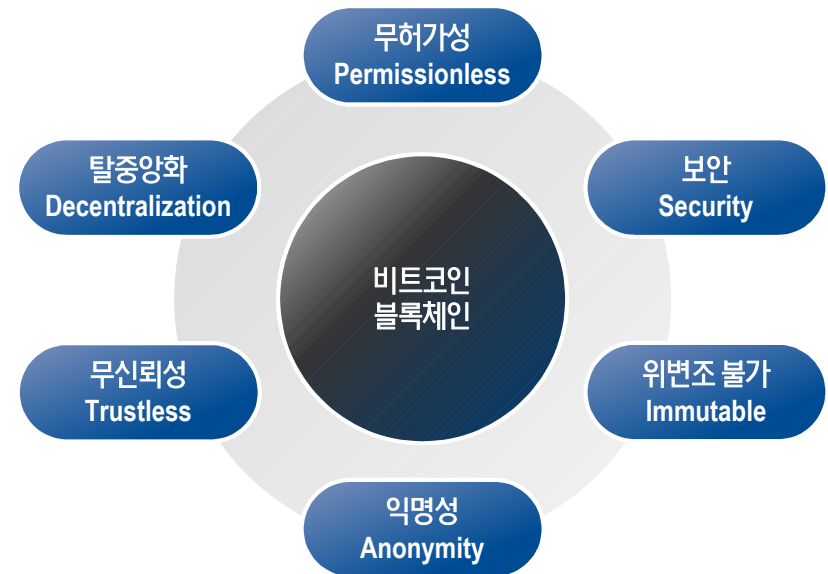 무허가성
Permissionless
탈중앙화
Decentralization
보안
Security
비트코인
블록체인
무신뢰성
Trustless
위변조 불가
Immutable
익명성
Anonymity